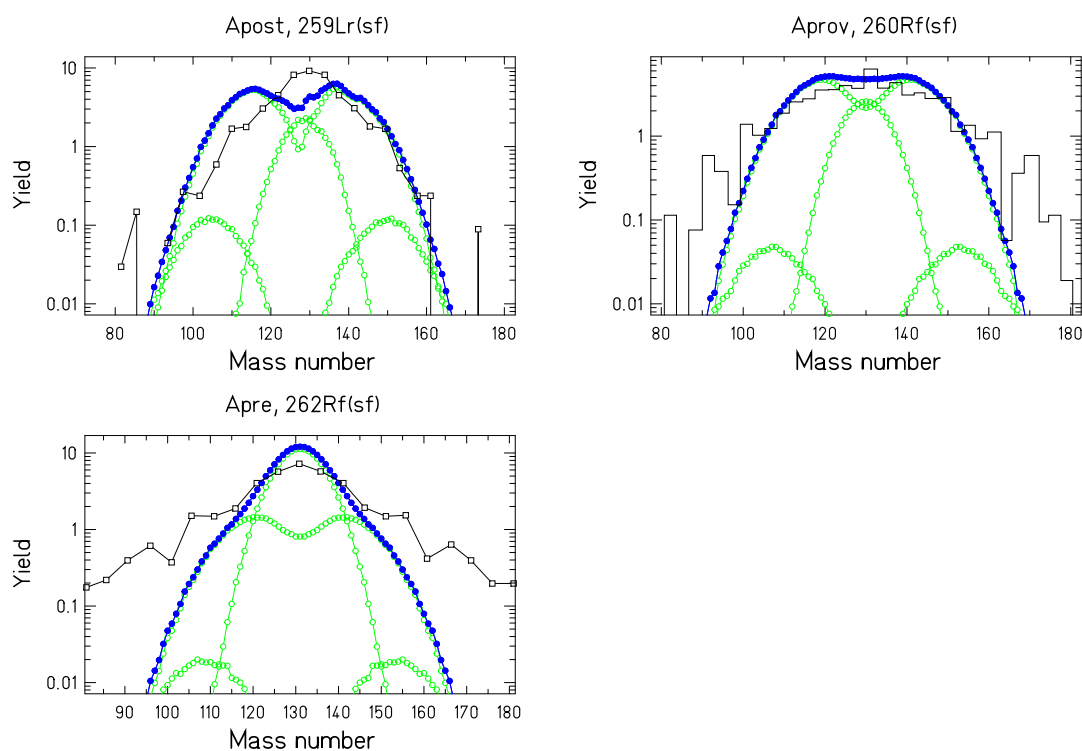 Apost, 259Lr(sf)
Yield
10
1
0.1
0.01
80 100 120 140 160 180
Mass number
Aprov, 260Rf(sf)
Yield
1
0.1
0.01
100 120 140 160 180
Mass number
Apre, 262Rf(sf)
Yield
10
1
0.1
0.01
90 100 110 120 130 140 150 160 170 180
Mass number